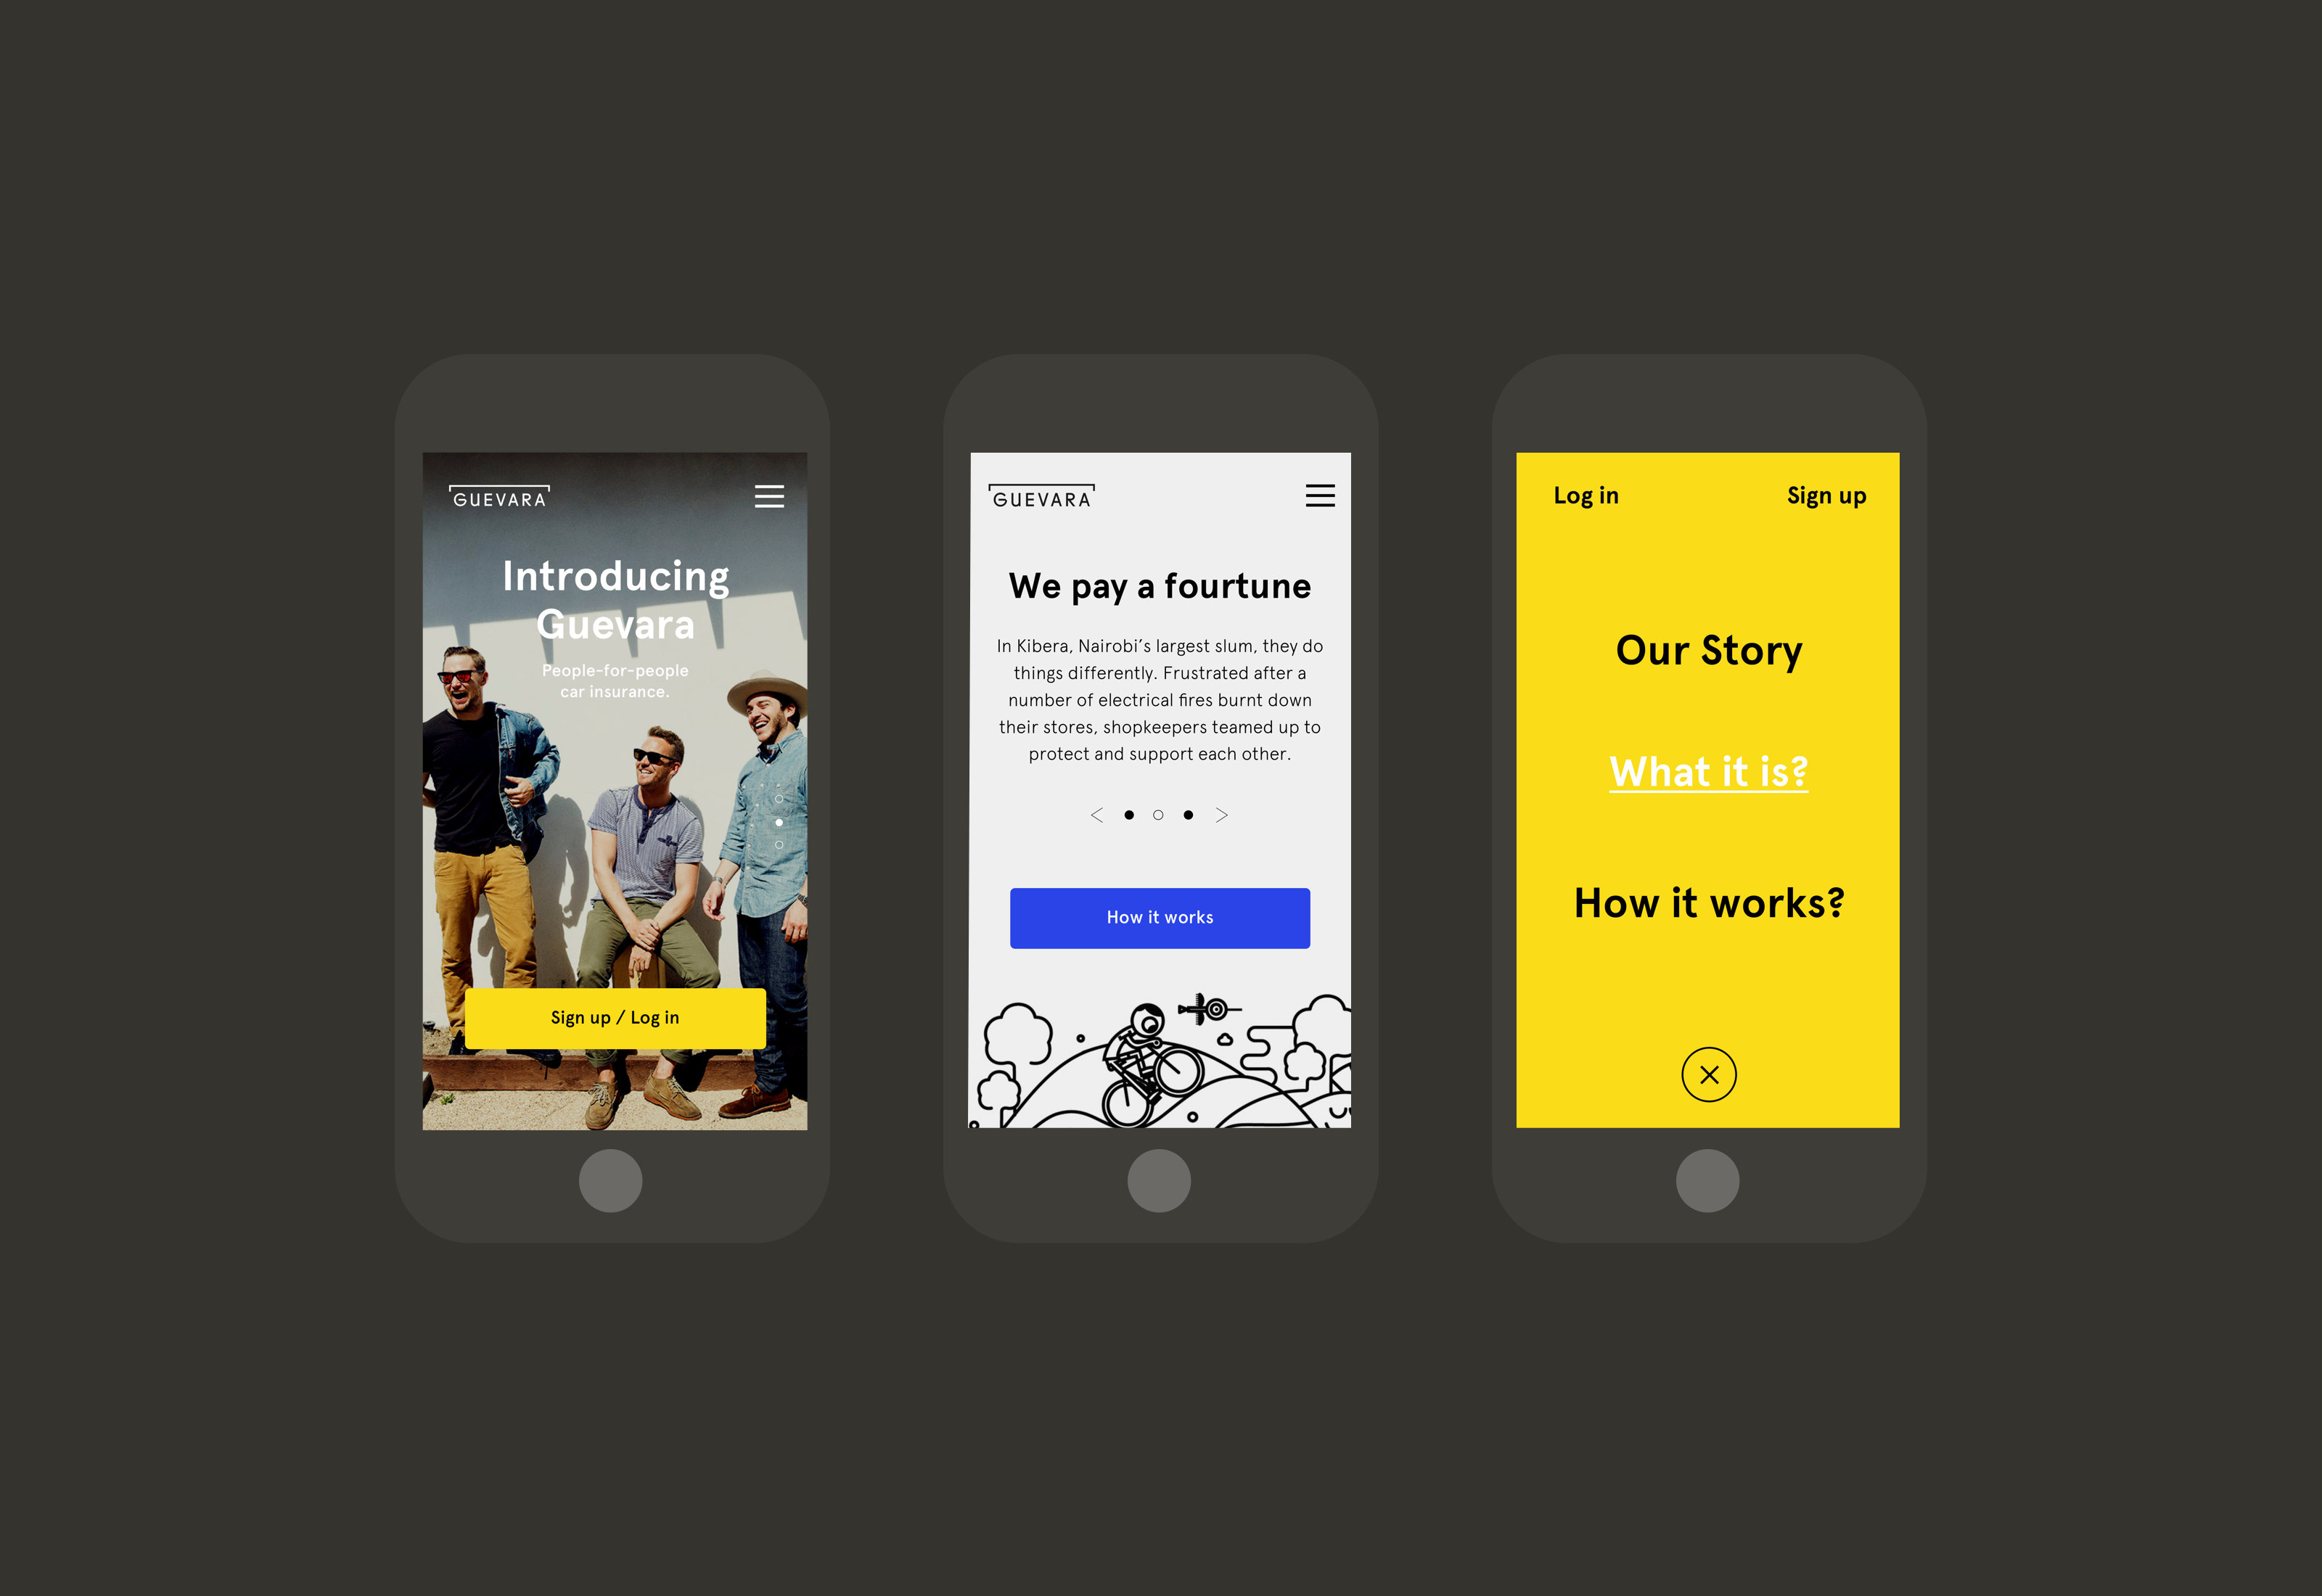 GUEVARA
Introducing
Guevara
People-for-people
car insurance.
Sign up / Log in
GUEVARA
We pay a fourtune
In Kibera, Nairobi’s largest slum, they do
things differently. Frustrated after a
number of electrical fires burnt down
their stores, shopkeepers teamed up to
protect and support each other.
How it works
Log in
Sign up
Our Story
What it is?
How it works?